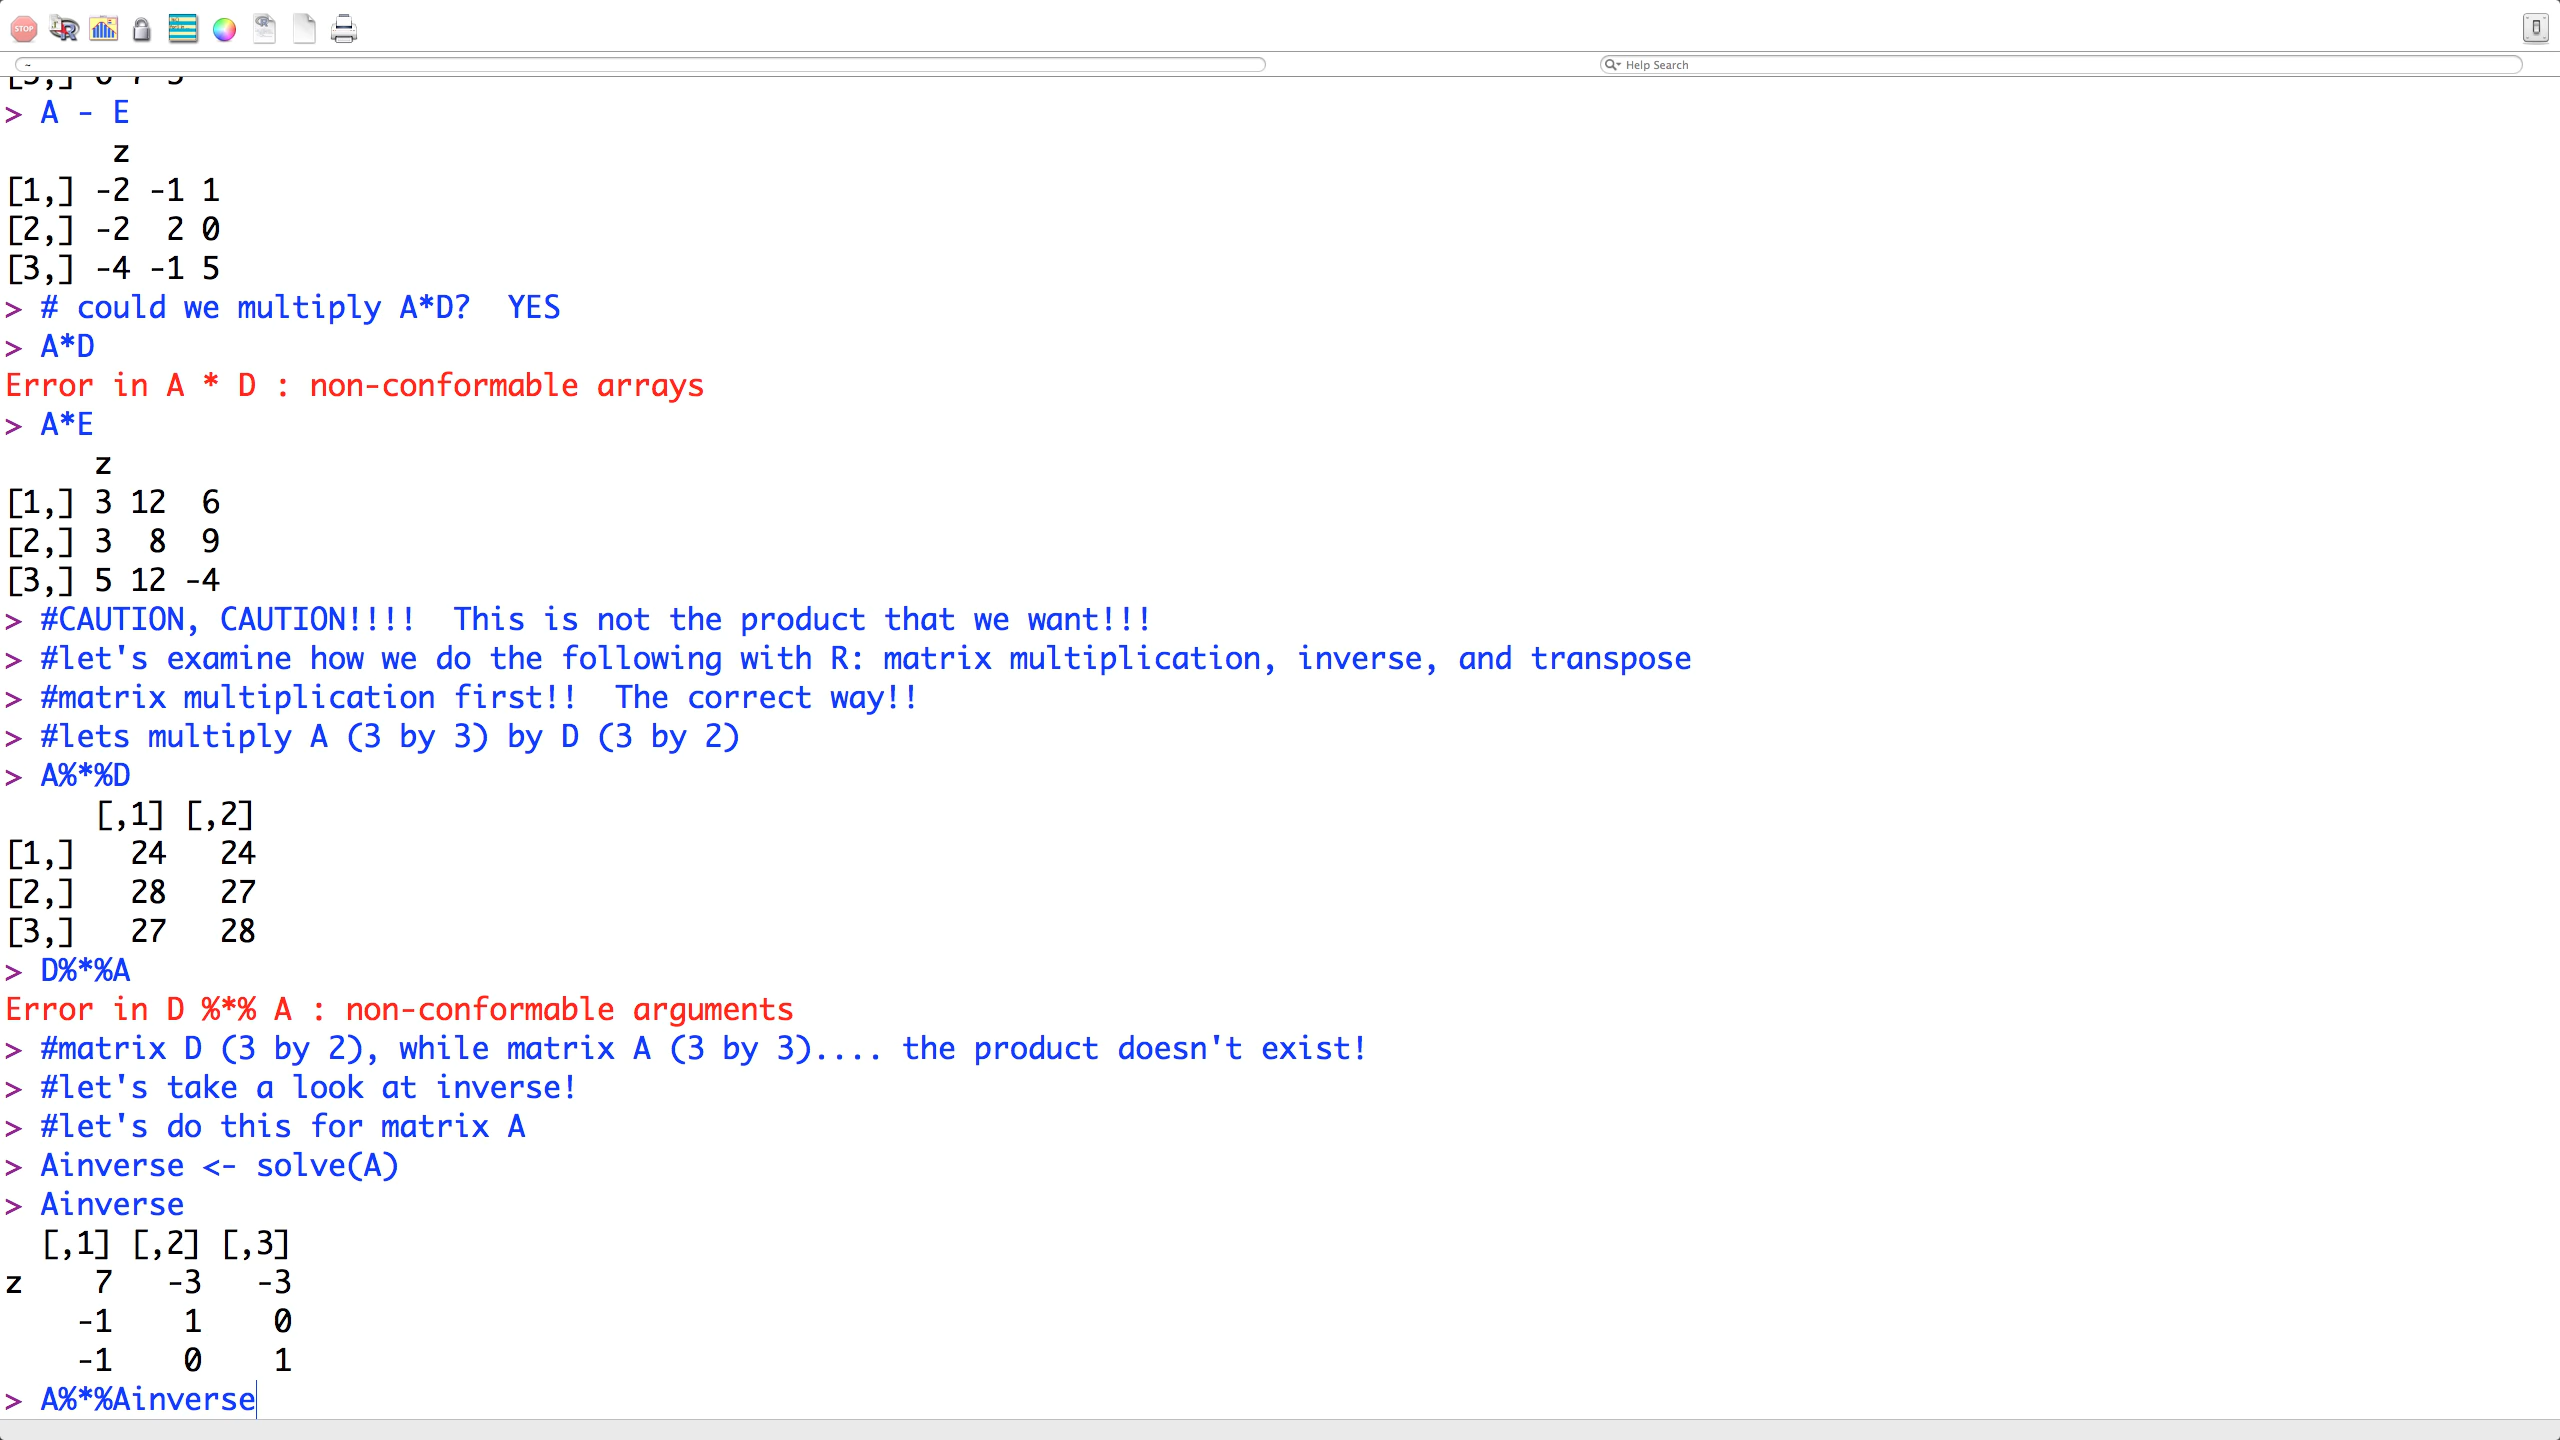 STOP
~
Help Search
> A - E
z
[1,] -2 -1 1
[2,] -2  2 0
[3,] -4 -1 5
> # could we multiply A*D?  YES
> A*D
Error in A * D : non-conformable arrays
> A*E
z
[1,] 3 12  6
[2,] 3  8  9
[3,] 5 12 -4
> #CAUTION, CAUTION!!!!  This is not the product that we want!!!
> #let's examine how we do the following with R: matrix multiplication, inverse, and transpose
> #matrix multiplication first!!  The correct way!!
> #lets multiply A (3 by 3) by D (3 by 2)
> A%*%D
[,1] [,2]
[1,]   24   24
[2,]   28   27
[3,]   27   28
> D%*%A
Error in D %*% A : non-conformable arguments
> #matrix D (3 by 2), while matrix A (3 by 3).... the product doesn't exist!
> #let's take a look at inverse!
> #let's do this for matrix A
> Ainverse <- solve(A)
> Ainverse
[,1] [,2] [,3]
z    7   -3   -3
-1    1    0
-1    0    1
> A%*%Ainverse